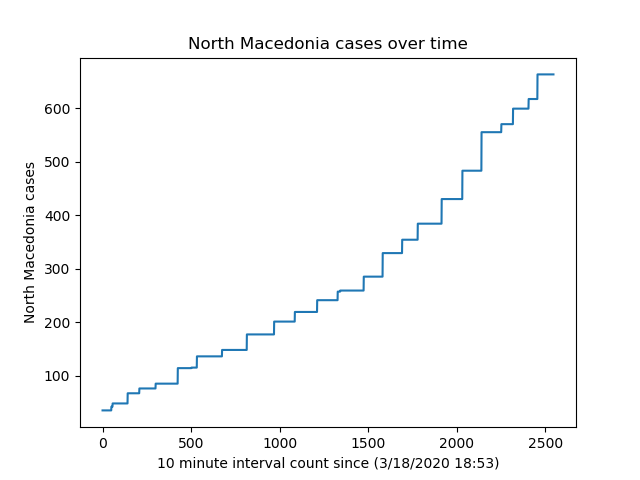 North Macedonia cases over time
North Macedonia cases
600
500
400
300
200
100
0 500 1000 1500 2000 2500
10 minute interval count since (3/18/2020 18:53)